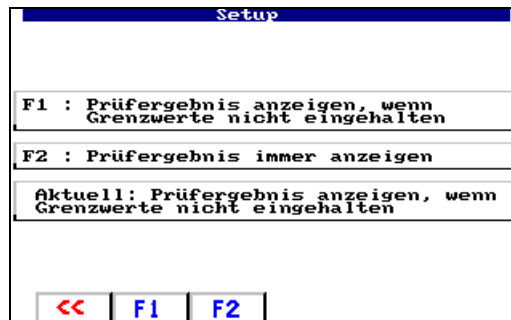 Setup
F1 : Prüfergebnis anzeigen, wenn
Grenzwerte nicht eingehalten
F2 : Prüfergebnis immer anzeigen
Aktuell: Prüfergebnis anzeigen, wenn
Grenzwerte nicht eingehalten
<< F1 F2